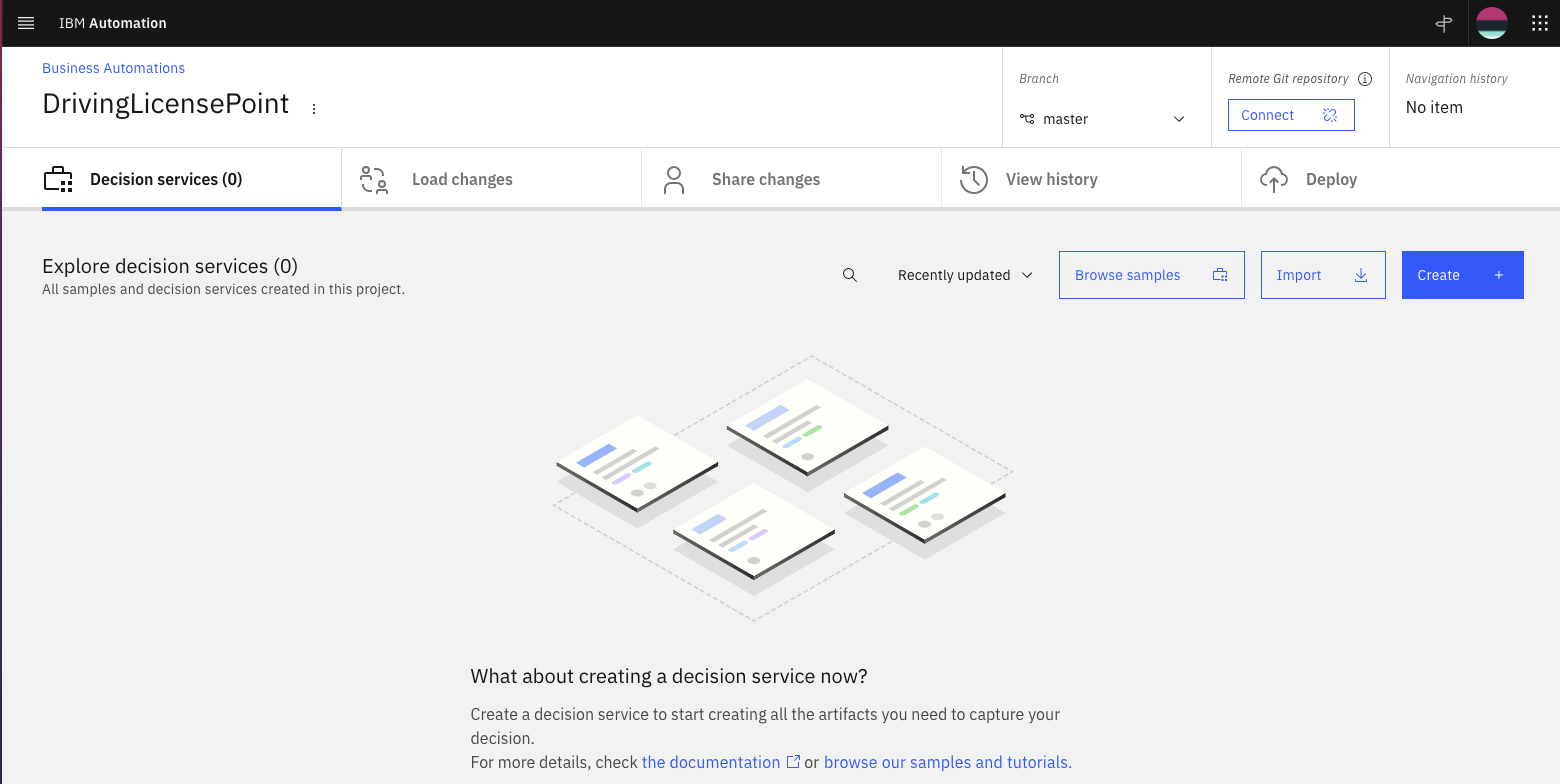 IBM Automation
Business Automations
DrivingLicensePoint
Branch
master
Remote Git repository
Connect
Navigation history
No item
Decision services (0)
Load changes
Share changes
View history
Deploy
Explore decision services (0)
All samples and decision services created in this project.
Recently updated
Browse samples
Import
Create
What about creating a decision service now?
Create a decision service to start creating all the artifacts you need to capture your
decision.
For more details, check the documentation or browse our samples and tutorials.